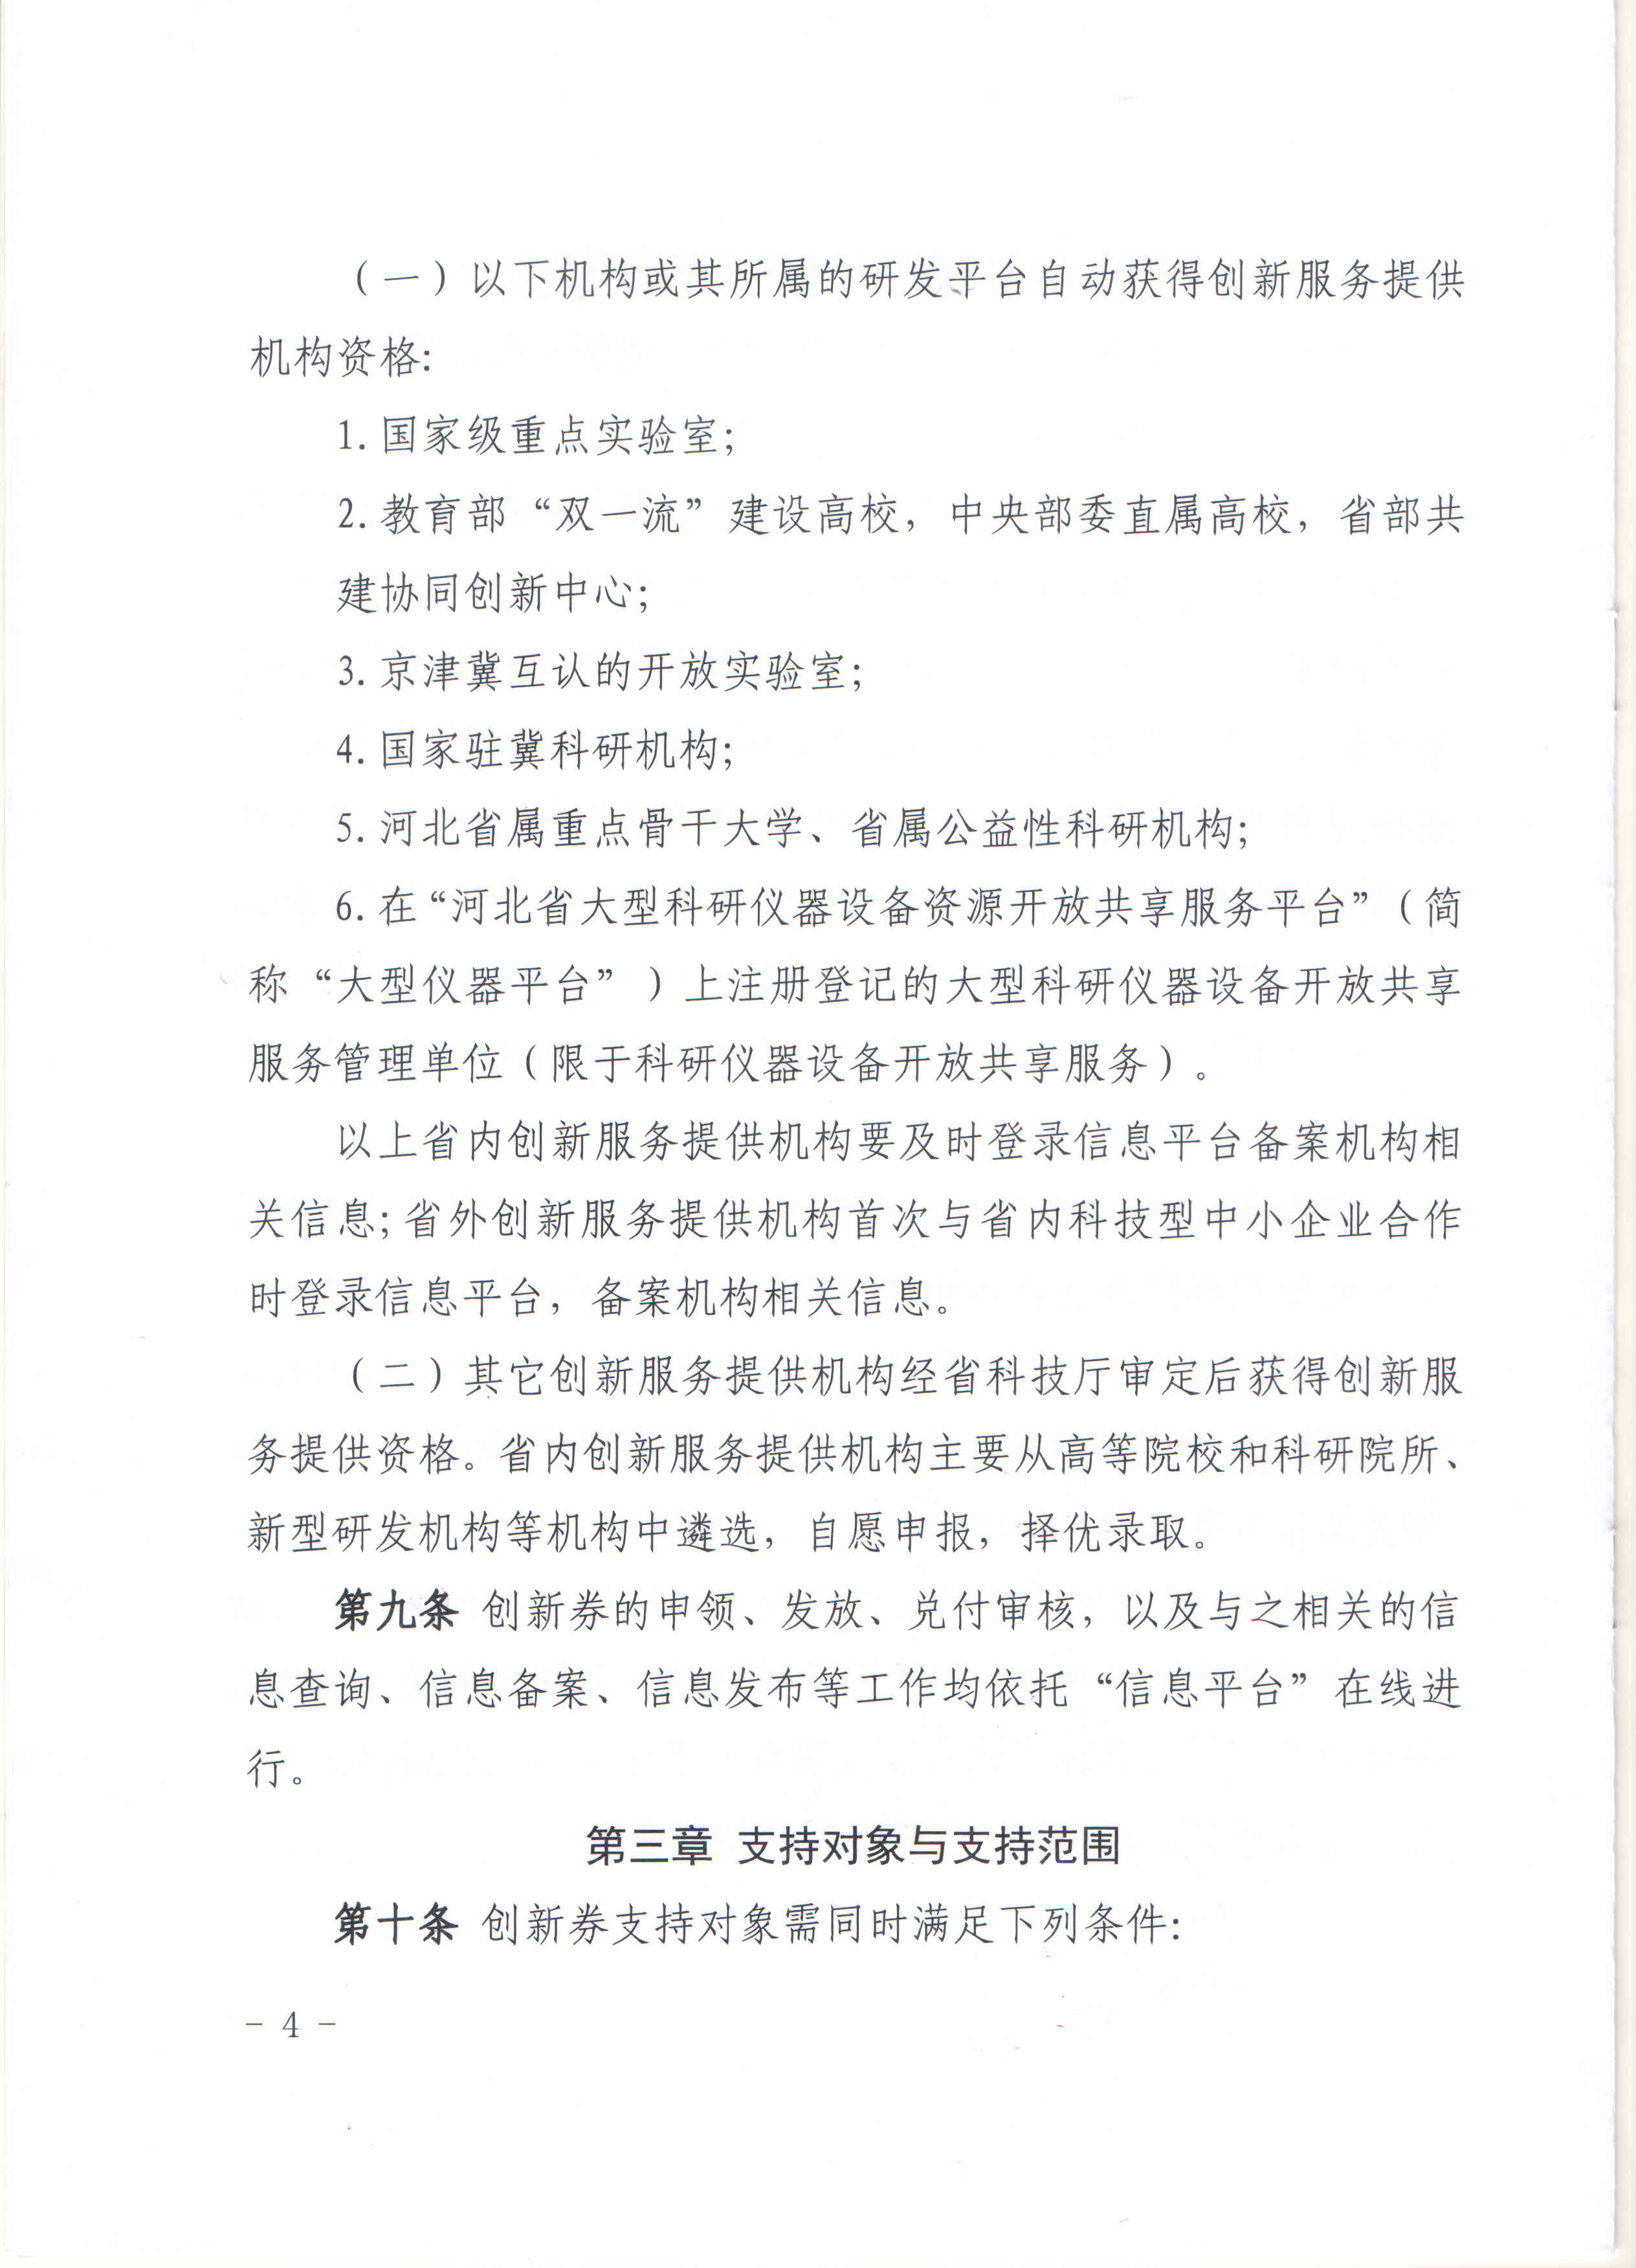 （一）以下机构或其所属的研发平台自动获得创新服务提供
机构资格：
1. 国家级重点实验室；
2. 教育部“双一流”建设高校，中央部委直属高校，省部共
建协同创新中心；
3. 京津冀互认的开放实验室；
4. 国家驻冀科研机构；
5. 河北省属重点骨干大学、省属公益性科研机构；
6. 在“河北省大型科研仪器设备资源开放共享服务平台”（简
称“大型仪器平台”）上注册登记的大型科研仪器设备开放共享
服务管理单位（限于科研仪器设备开放共享服务）。
以上省内创新服务提供机构要及时登录信息平台备案机构相
关信息；省外创新服务提供机构首次与省内科技型中小企业合作
时登录信息平台，备案机构相关信息。
（二）其它创新服务提供机构经省科技厅审定后获得创新服
务提供资格。省内创新服务提供机构主要从高等院校和科研院所、
新型研发机构等机构中遴选，自愿申报，择优录取。
第九条 创新券的申领、发放、兑付审核，以及与之相关的信
息查询、信息备案、信息发布等工作均依托“信息平台”在线进
行。
第三章 支持对象与支持范围
第十条 创新券支持对象需同时满足下列条件：
- 4 -